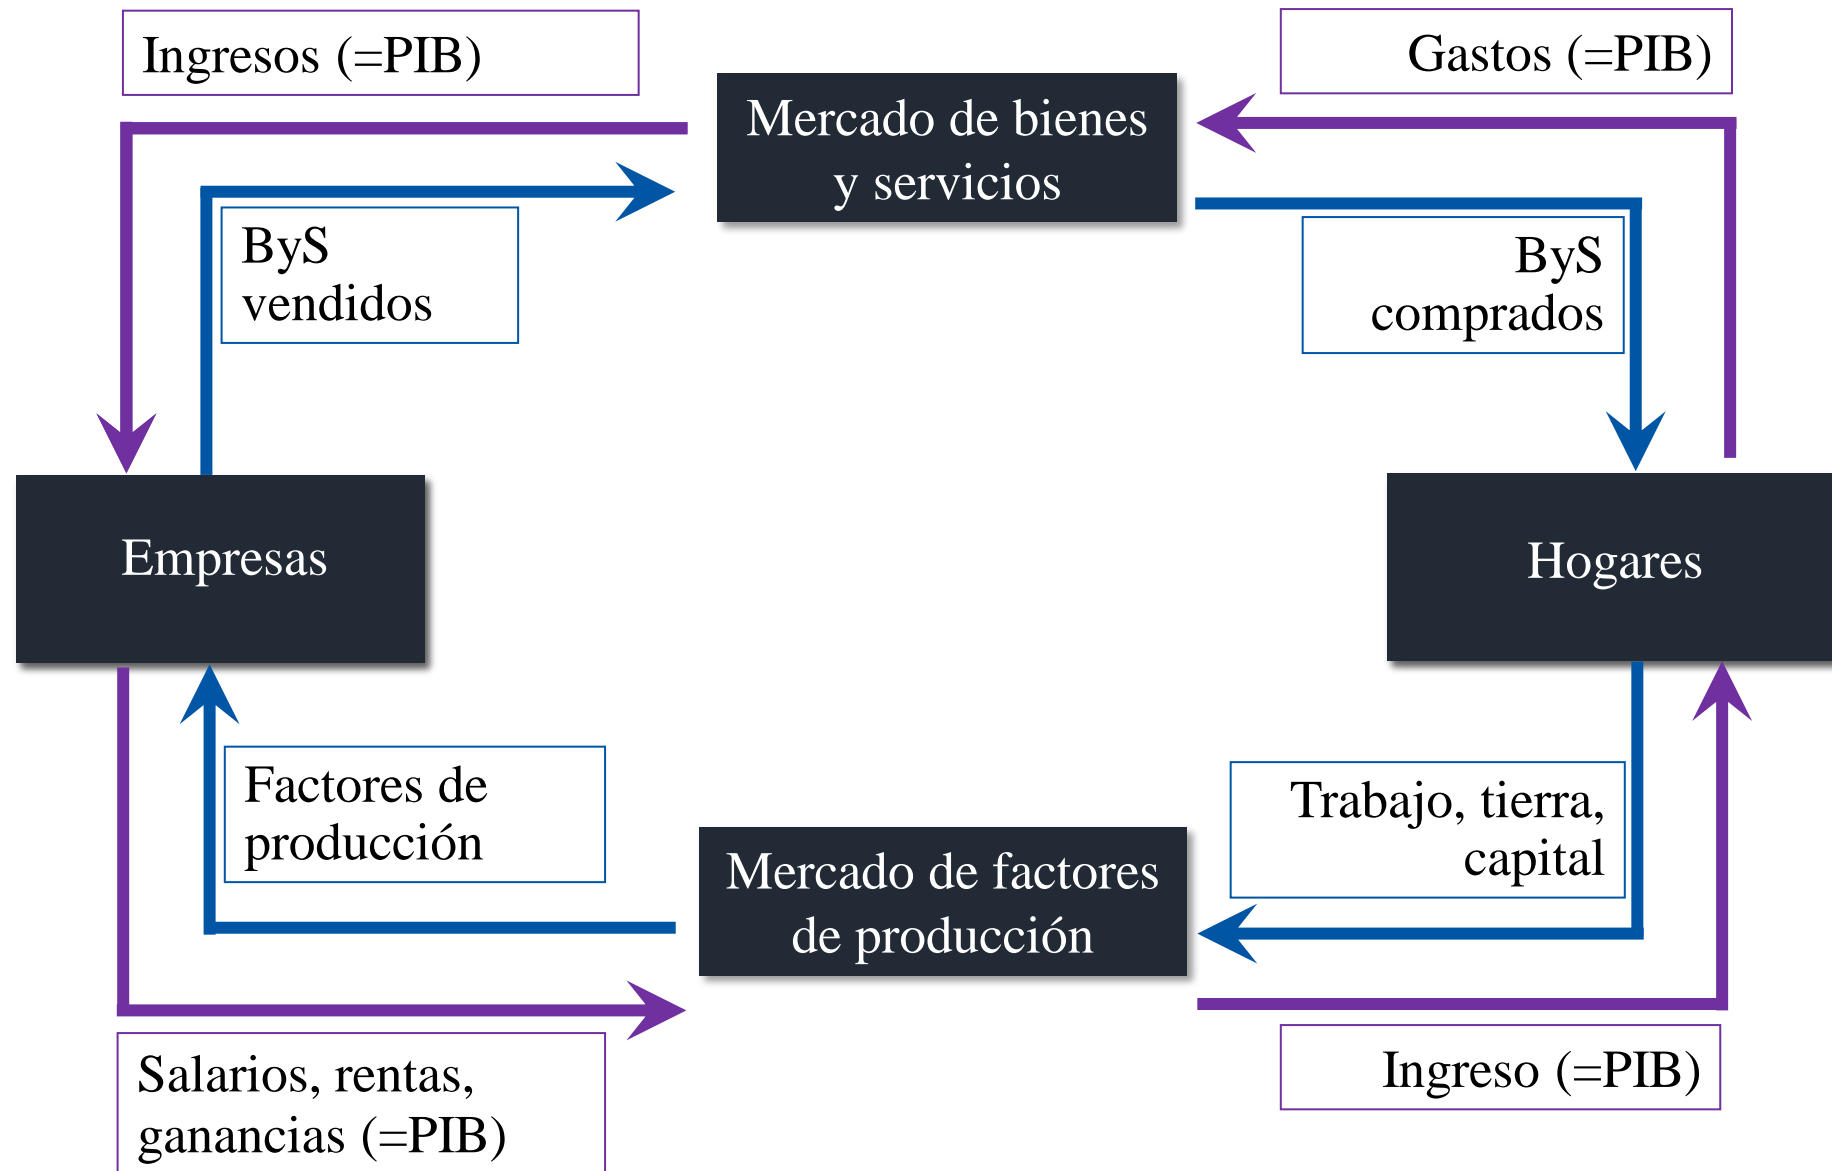 Ingresos (=PIB)
Gastos (=PIB)
Mercado de bienes
y servicios
ByS
vendidos
ByS
comprados
Empresas
Hogares
Factores de
producción
Trabajo, tierra,
capital
Mercado de factores
de producción
Salarios, rentas,
ganancias (=PIB)
Ingreso (=PIB)